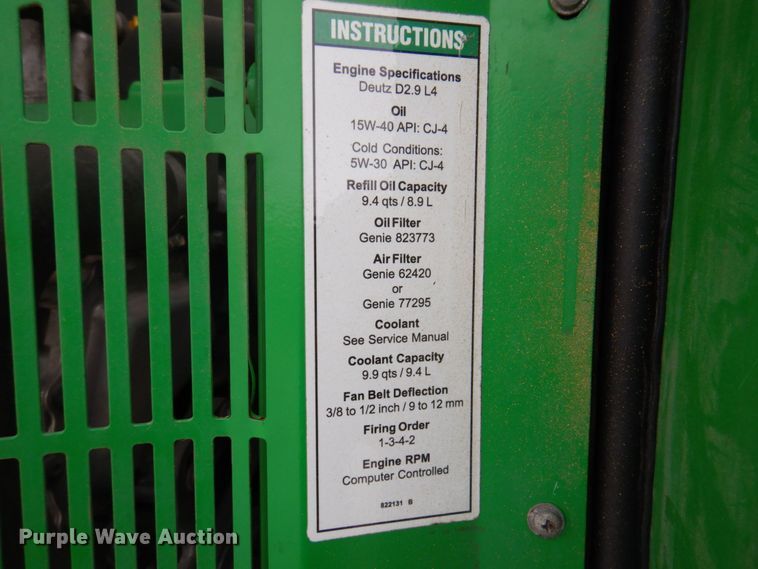 INSTRUCTIONS
Engine Specifications
Deutz D2.9 L4
Oil
15W-40 API: CJ-4
Cold Conditions:
5W-30 API: CJ-4
Refill Oil Capacity
9.4 qts / 8.9 L
Oil Filter
Genie 823773
Air Filter
Genie 62420
or
Genie 77295
Coolant
See Service Manual
Coolant Capacity
9.9 qts / 9.4 L
Fan Belt Deflection
3/8 to 1/2 inch / 9 to 12 mm
Firing Order
1-3-4-2
Engine RPM
Computer Controlled
822131 B
Purple Wave Auction